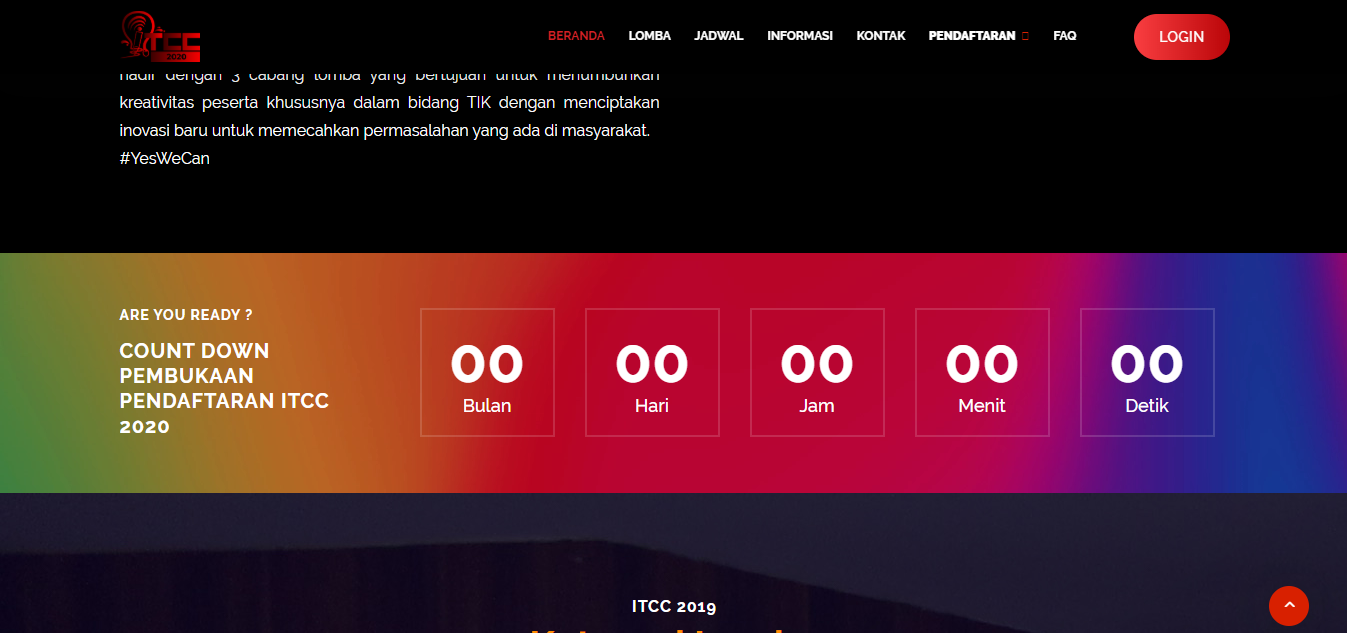 ITCC
2020
BERANDA LOMBA JADWAL INFORMASI KONTAK PENDAFTARAN FAQ LOGIN
hadir dengan 3 cabang lomba yang bertujuan untuk menumbuhkan
kreativitas peserta khususnya dalam bidang TIK dengan menciptakan
inovasi baru untuk memecahkan permasalahan yang ada di masyarakat.
#YesWeCan
ARE YOU READY ?
COUNT DOWN
PEMBUKAAN
PENDAFTARAN ITCC
2020
00 00 00 00 00
Bulan Hari Jam Menit Detik
ITCC 2019